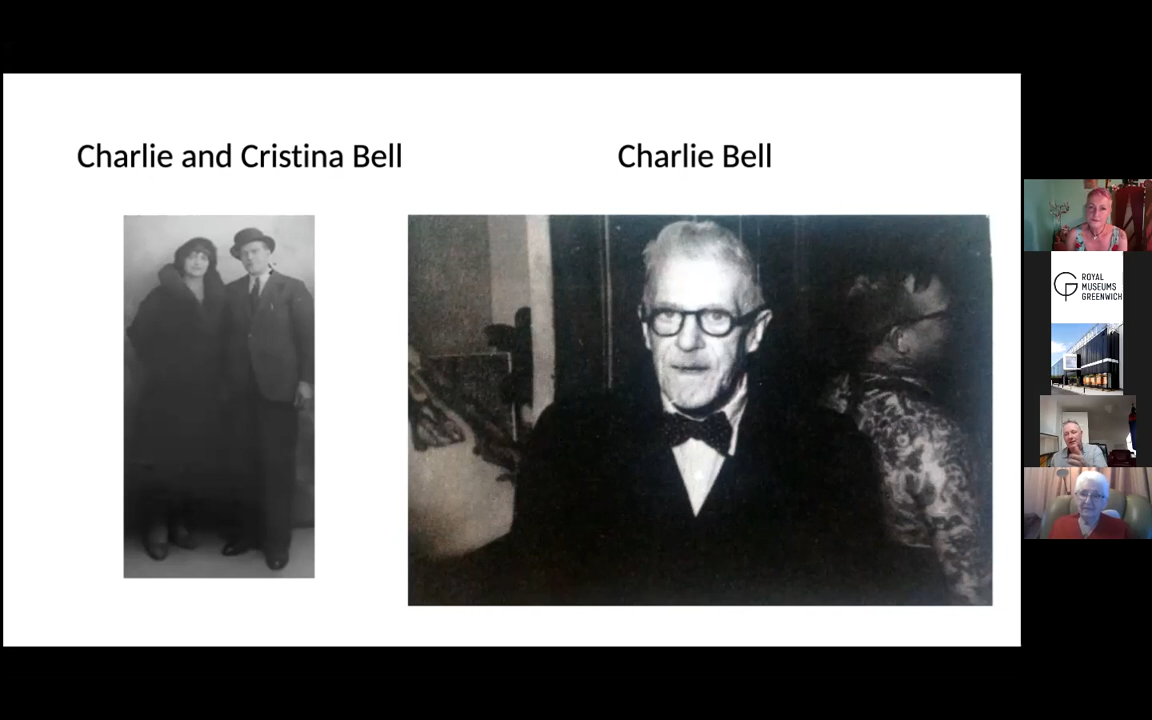 Charlie and Cristina Bell
Charlie Bell
ROYAL
MUSEUMS
GREENWICH